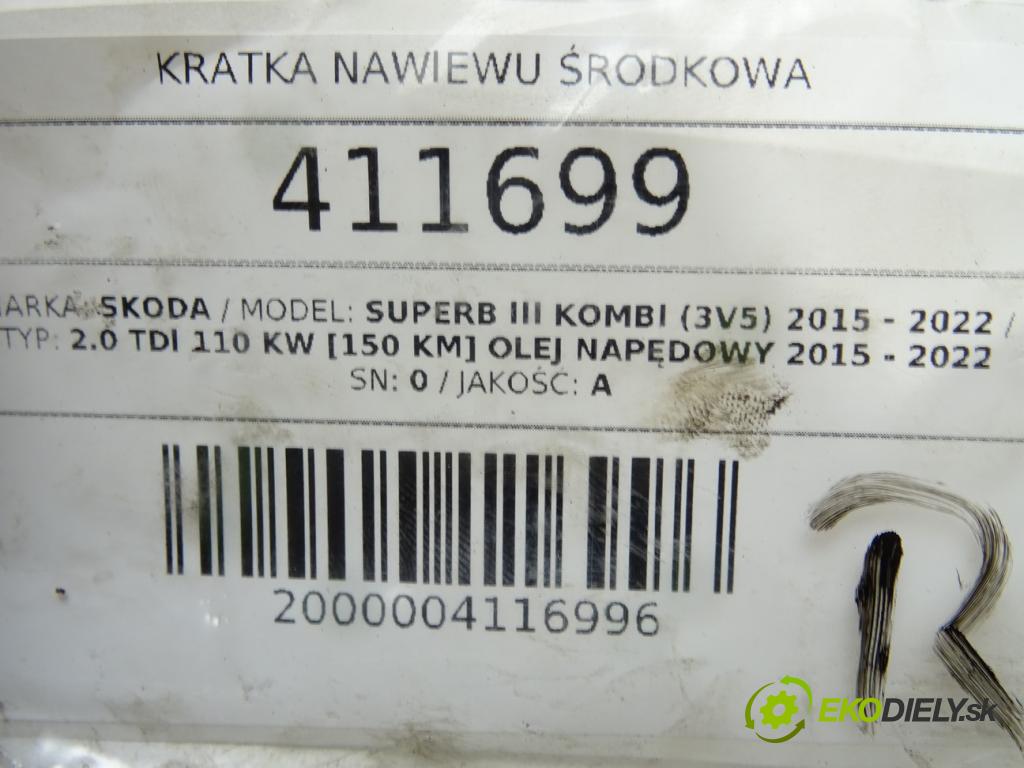 KRATKA NAWIEWU ŚRODKOWA
411699
MARKA: SKODA / MODEL: SUPERB III KOMBI (3V5) 2015 - 2022 /
TYP: 2.0 TDI 110 KW [150 KM] OLEJ NAPĘDOWY 2015 - 2022
SN: 0 / JAKOŚĆ: A
2000004116996
R
EKODIELY.sk